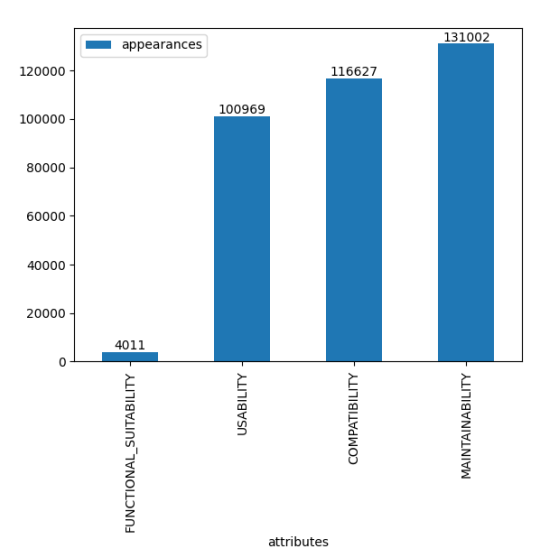 appearances
131002
116627
100969
4011
120000
100000
80000
60000
40000
20000
0
FUNCTIONAL_SUITABILITY
USABILITY
COMPATIBILITY
MAINTAINABILITY
attributes